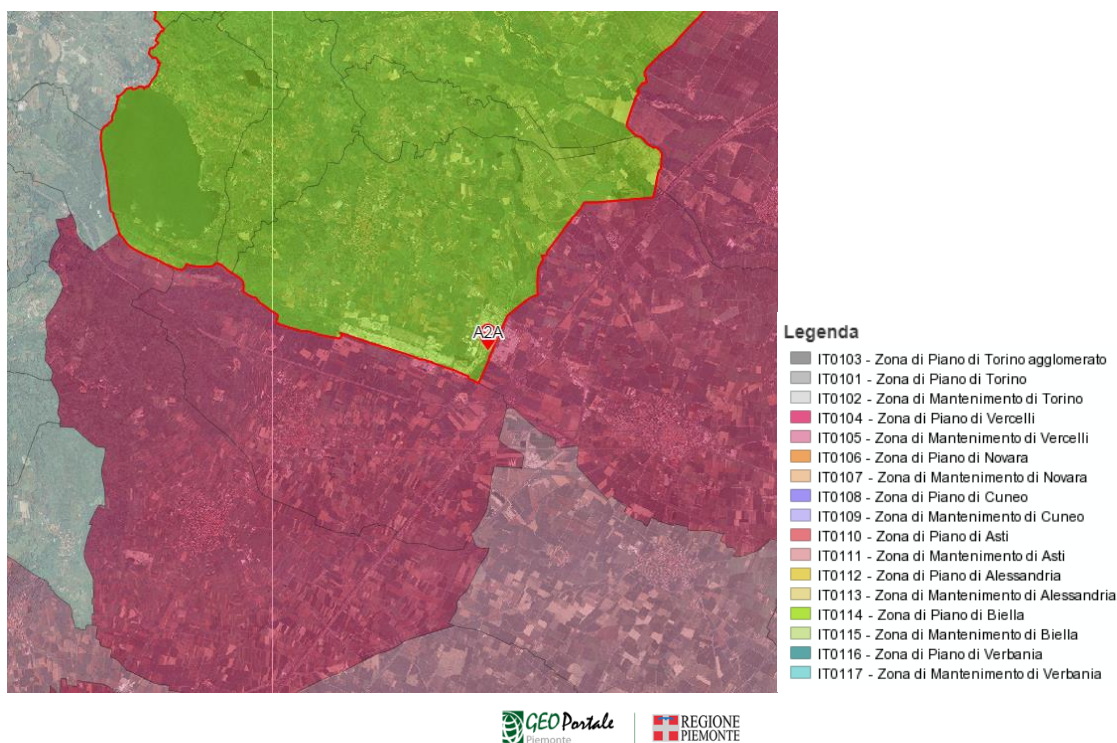 A2A
Legenda
IT0103 - Zona di Piano di Torino agglomerato
IT0101 - Zona di Piano di Torino
IT0102 - Zona di Mantenimento di Torino
IT0104 - Zona di Piano di Vercelli
IT0105 - Zona di Mantenimento di Vercelli
IT0106 - Zona di Piano di Novara
IT0107 - Zona di Mantenimento di Novara
IT0108 - Zona di Piano di Cuneo
IT0109 - Zona di Mantenimento di Cuneo
IT0110 - Zona di Piano di Asti
IT0111 - Zona di Mantenimento di Asti
IT0112 - Zona di Piano di Alessandria
IT0113 - Zona di Mantenimento di Alessandria
IT0114 - Zona di Piano di Biella
IT0115 - Zona di Mantenimento di Biella
IT0116 - Zona di Piano di Verbania
IT0117 - Zona di Mantenimento di Verbania
GEOPortale
Piemonte
REGIONE
PIEMONTE